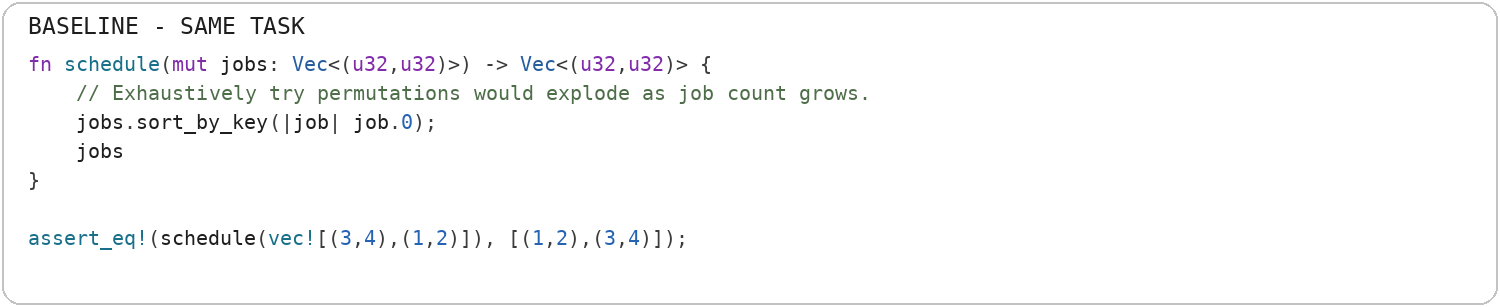 BASELINE - SAME TASK
fn schedule(mut jobs: Vec<(u32,u32)>) -> Vec<(u32,u32)> {
    // Exhaustively try permutations would explode as job count grows.
    jobs.sort_by_key(|job| job.0);
    jobs
}
assert_eq!(schedule(vec![(3,4),(1,2)]), [(1,2),(3,4)]);